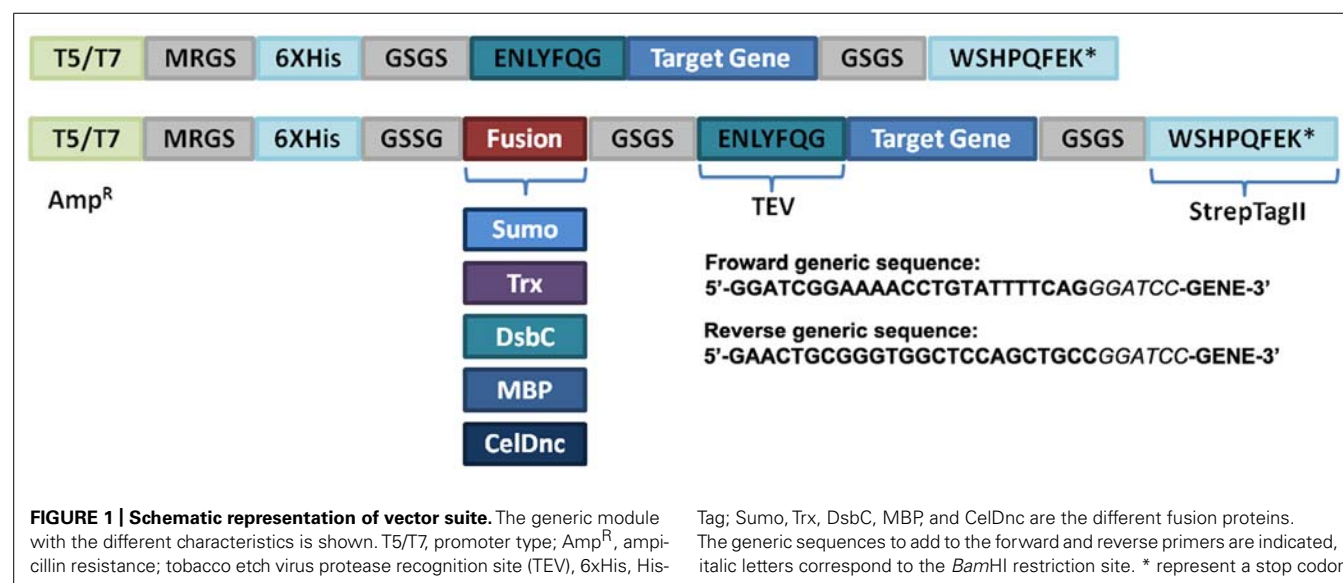 T5/T7 MRGS 6XHis GSGS ENLYFQG Target Gene GSGS WSHPQFEK*
T5/T7 MRGS 6XHis GSSG Fusion GSGS ENLYFQG Target Gene GSGS WSHPQFEK*
Amp^R
TEV
StrepTagII
Sumo
Trx
DsbC
MBP
CelDnc
Froward generic sequence:
5'-GGATCGGAAAACCTGTATTTTCAGGGATCC-GENE-3'
Reverse generic sequence:
5'-GAACTGCGGGTGGCTCCAGCTGCCGGATCC-GENE-3'
FIGURE 1 | Schematic representation of vector suite. The generic module
with the different characteristics is shown. T5/T7, promoter type; Amp^R, ampi-
cillin resistance; tobacco etch virus protease recognition site (TEV), 6xHis, His-
Tag; Sumo, Trx, DsbC, MBP, and CelDnc are the different fusion proteins.
The generic sequences to add to the forward and reverse primers are indicated,
italic letters correspond to the BamHI restriction site. * represent a stop codon